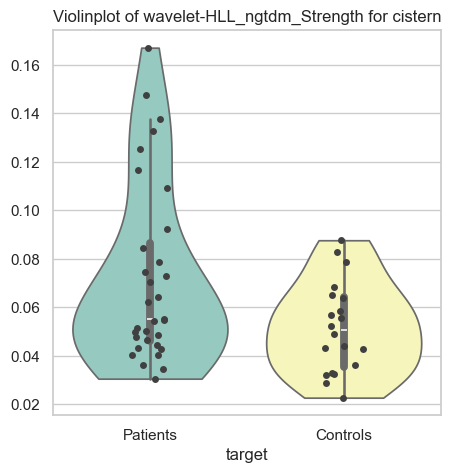 Violinplot of wavelet-HLL_ngtdm_Strength for cistern
0.16
0.14
0.12
0.10
0.08
0.06
0.04
0.02
Patients Controls
target